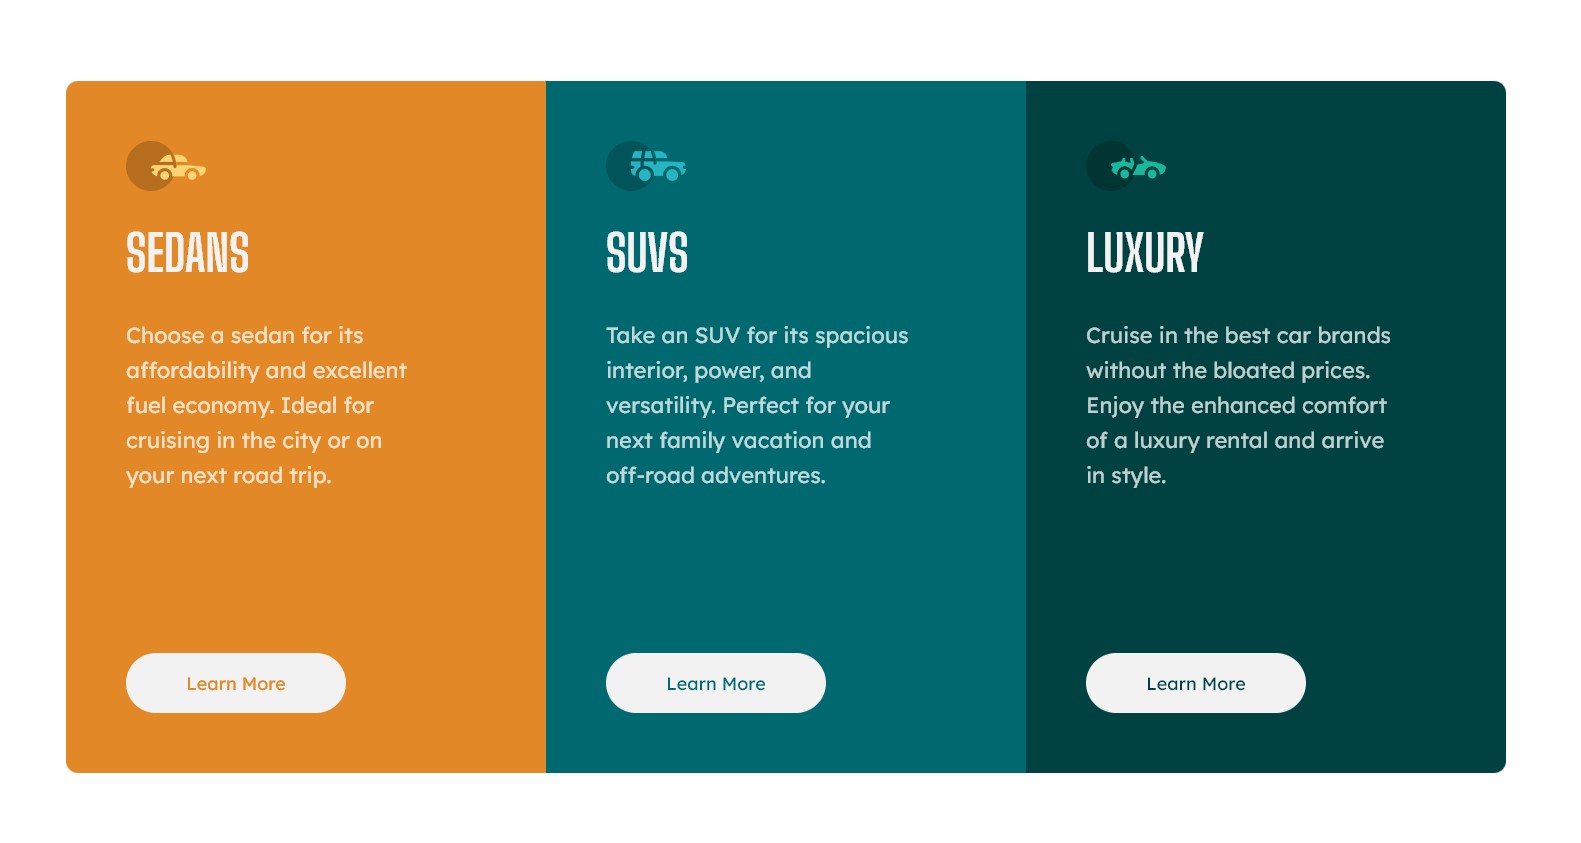 SEDANS
Choose a sedan for its
affordability and excellent
fuel economy. Ideal for
cruising in the city or on
your next road trip.
Learn More
SUVS
Take an SUV for its spacious
interior, power, and
versatility. Perfect for your
next family vacation and
off-road adventures.
Learn More
LUXURY
Cruise in the best car brands
without the bloated prices.
Enjoy the enhanced comfort
of a luxury rental and arrive
in style.
Learn More